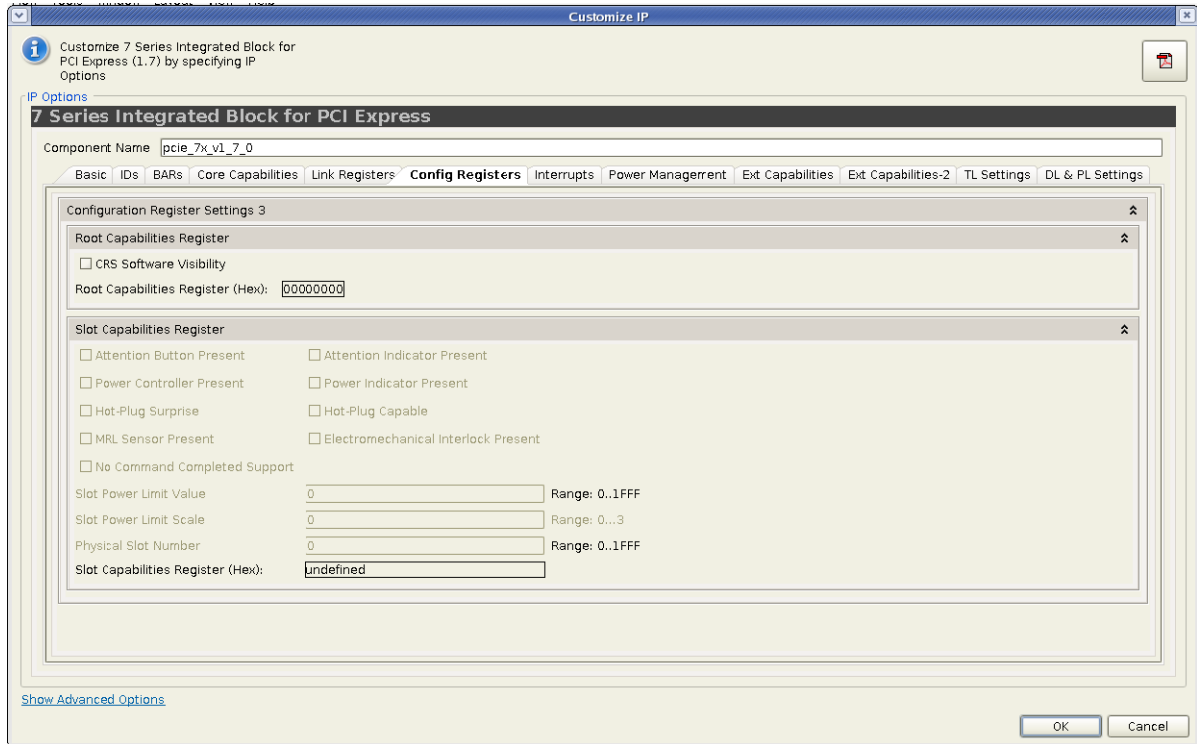 Customize IP
Customize 7 Series Integrated Block for
PCI Express (1.7) by specifying IP
Options
IP Options
7 Series Integrated Block for PCI Express
Component Name pcie_7x_v1_7_0
Basic IDs BARs Core Capabilities Link Registers Config Registers Interrupts Power Management Ext Capabilities Ext Capabilities-2 TL Settings DL & PL Settings
Configuration Register Settings 3
Root Capabilities Register
CRS Software Visibility
Root Capabilities Register (Hex): 00000000
Slot Capabilities Register
Attention Button Present Attention Indicator Present
Power Controller Present Power Indicator Present
Hot-Plug Surprise Hot-Plug Capable
MRL Sensor Present Electromechanical Interlock Present
No Command Completed Support
Slot Power Limit Value 0 Range: 0..1FFF
Slot Power Limit Scale 0 Range: 0...3
Physical Slot Number 0 Range: 0..1FFF
Slot Capabilities Register (Hex): undefined
Show Advanced Options
OK Cancel